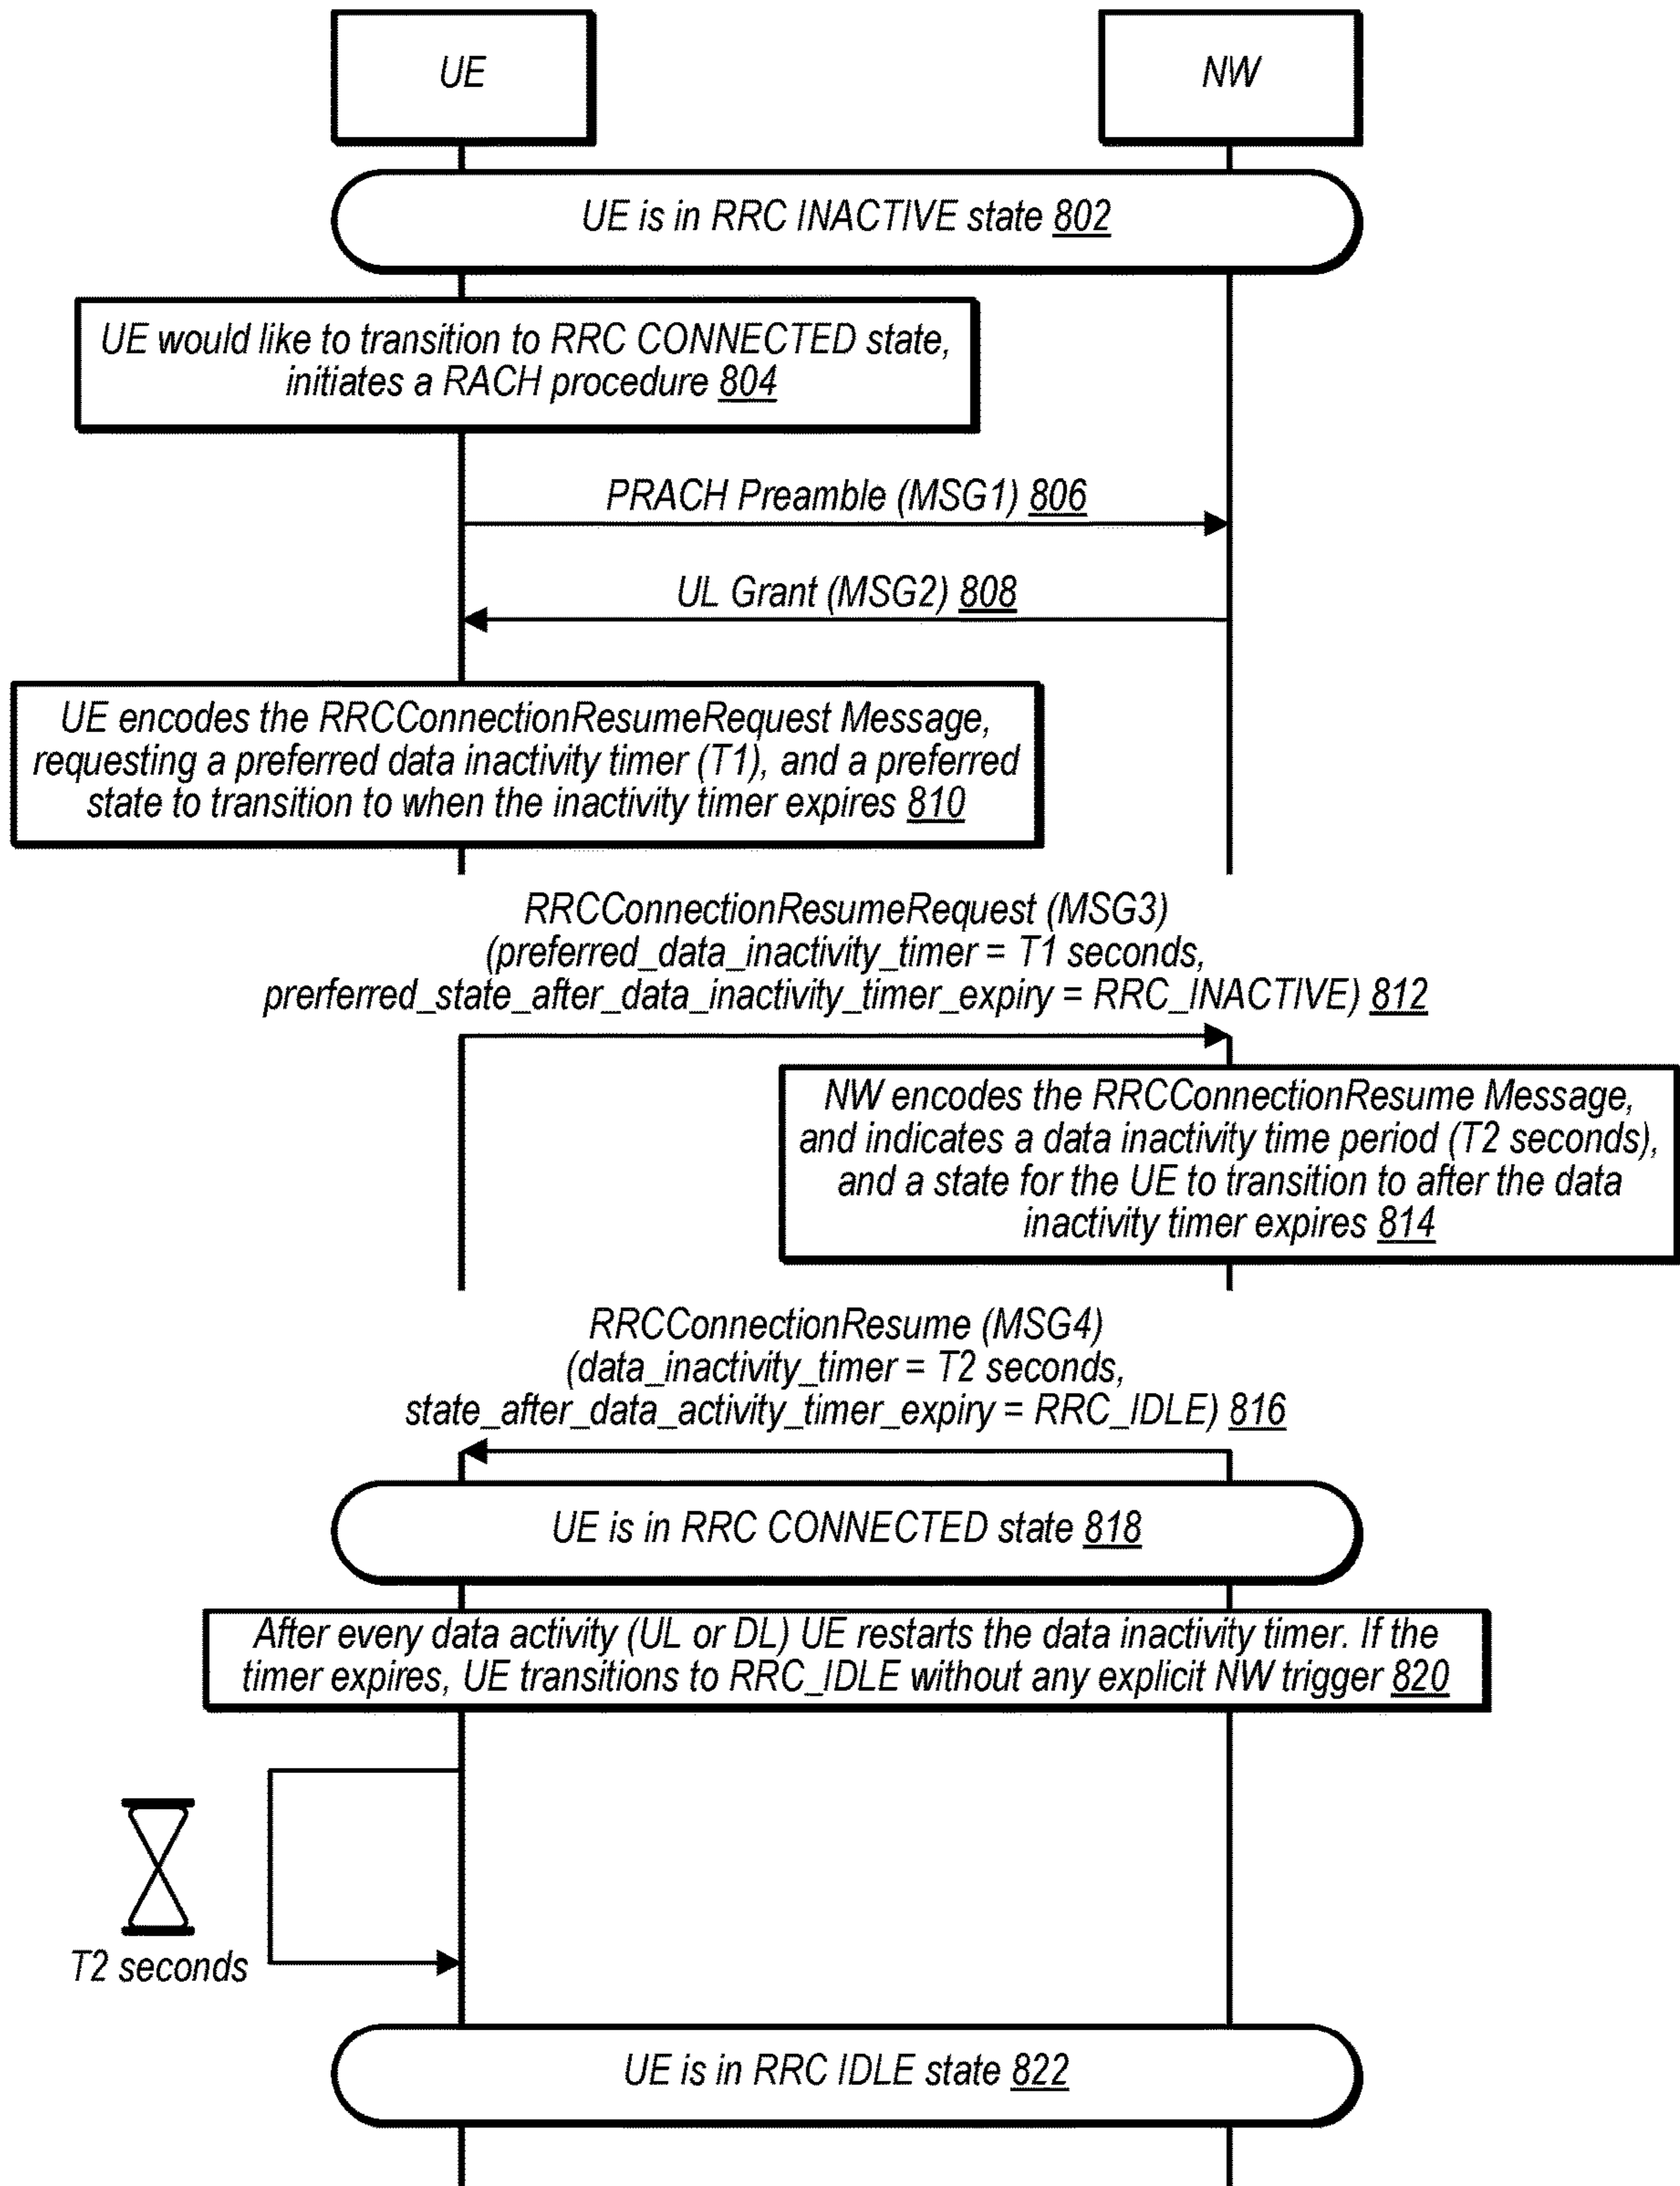 UE
NW
UE is in RRC INACTIVE state 802
UE would like to transition to RRC CONNECTED state,
initiates a RACH procedure 804
PRACH Preamble (MSG1) 806
UL Grant (MSG2) 808
UE encodes the RRCConnectionResumeRequest Message,
requesting a preferred data inactivity timer (T1), and a preferred
state to transition to when the inactivity timer expires 810
RRCConnectionResumeRequest (MSG3)
(preferred_data_inactivity_timer = T1 seconds,
prerferred_state_after_data_inactivity_timer_expiry = RRC_INACTIVE) 812
NW encodes the RRCConnectionResume Message,
and indicates a data inactivity time period (T2 seconds),
and a state for the UE to transition to after the data
inactivity timer expires 814
RRCConnectionResume (MSG4)
(data_inactivity_timer = T2 seconds,
state_after_data_activity_timer_expiry = RRC_IDLE) 816
UE is in RRC CONNECTED state 818
After every data activity (UL or DL) UE restarts the data inactivity timer. If the
timer expires, UE transitions to RRC_IDLE without any explicit NW trigger 820
T2 seconds
UE is in RRC IDLE state 822